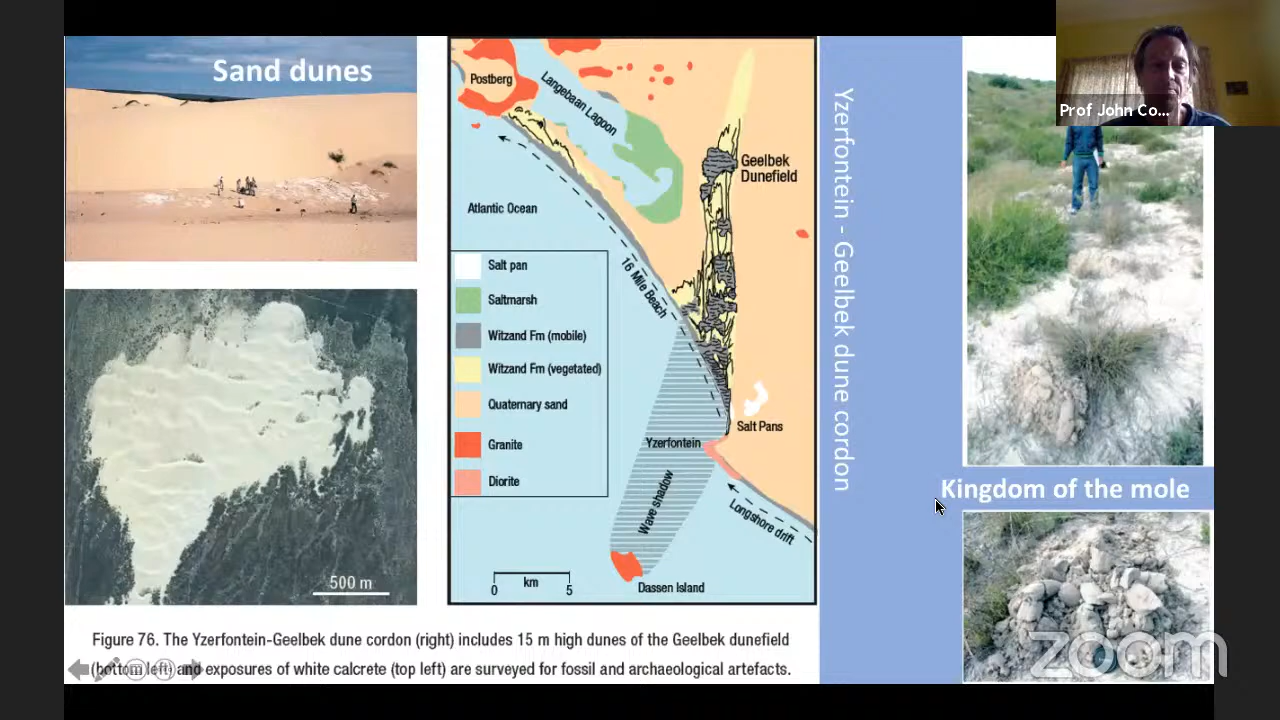 Sand dunes
Postberg
Langebaan Lagoon
Geelbek
Dunefield
Atlantic Ocean
16 Mile Beach
Salt pan
Saltmarsh
Witzand Fm (mobile)
Witzand Fm (vegetated)
Quaternary sand
Granite
Diorite
Salt Pans
Yzerfontein
Wave shadow
Longshore drift
km
0 5
Dassen Island
500 m
Yzerfontein - Geelbek dune cordon
Prof John Co...
Kingdom of the mole
zoom
Figure 76. The Yzerfontein-Geelbek dune cordon (right) includes 15 m high dunes of the Geelbek dunefield
(bottom left) and exposures of white calcrete (top left) are surveyed for fossil and archaeological artefacts.